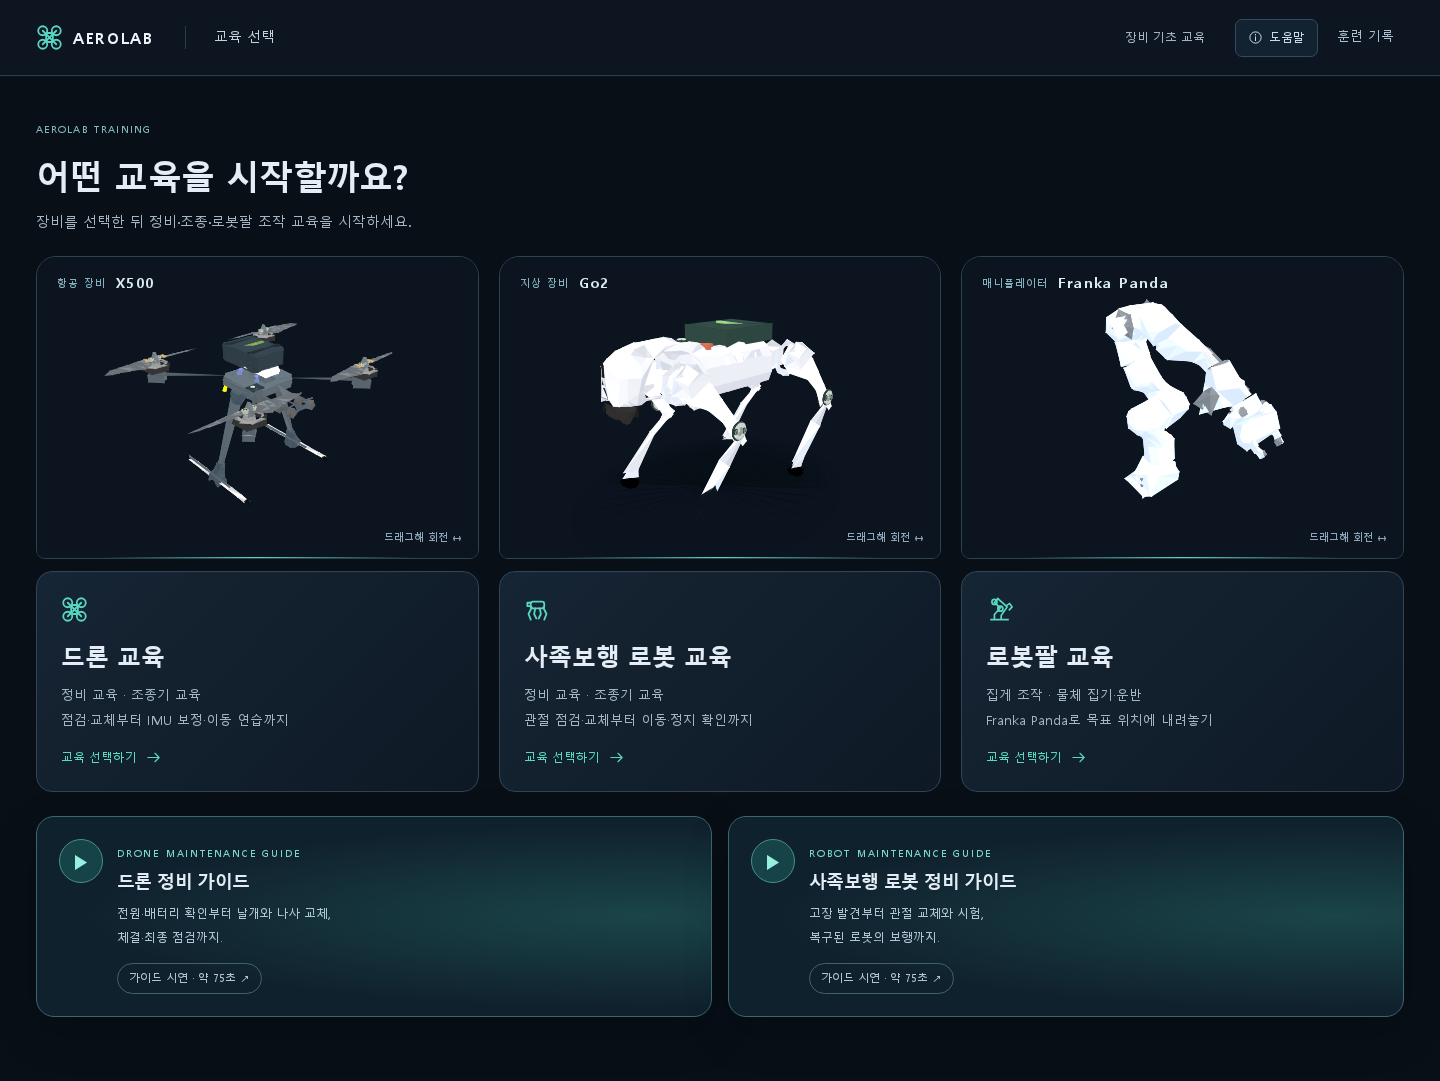 AEROLAB
교육 선택
장비 기초 교육
도움말
훈련 기록
AEROLAB TRAINING
어떤 교육을 시작할까요?
장비를 선택한 뒤 정비·조종·로봇팔 조작 교육을 시작하세요.
항공 장비 X500
드래그해 회전 ↔
지상 장비 Go2
드래그해 회전 ↔
매니퓰레이터 Franka Panda
드래그해 회전 ↔
드론 교육
정비 교육 · 조종기 교육
점검·교체부터 IMU 보정·이동 연습까지
교육 선택하기 →
사족보행 로봇 교육
정비 교육 · 조종기 교육
관절 점검·교체부터 이동·정지 확인까지
교육 선택하기 →
로봇팔 교육
집게 조작 · 물체 집기·운반
Franka Panda로 목표 위치에 내려놓기
교육 선택하기 →
DRONE MAINTENANCE GUIDE
드론 정비 가이드
전원·배터리 확인부터 날개와 나사 교체,
체결·최종 점검까지.
가이드 시연 · 약 75초 ↗
ROBOT MAINTENANCE GUIDE
사족보행 로봇 정비 가이드
고장 발견부터 관절 교체와 시험,
복구된 로봇의 보행까지.
가이드 시연 · 약 75초 ↗